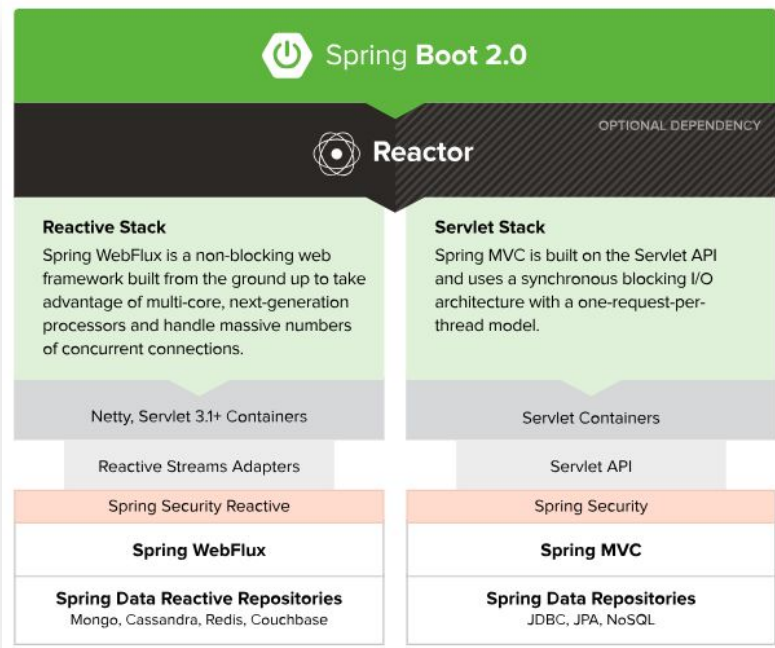 Spring Boot 2.0
OPTIONAL DEPENDENCY
Reactor
Reactive Stack
Spring WebFlux is a non-blocking web
framework built from the ground up to take
advantage of multi-core, next-generation
processors and handle massive numbers
of concurrent connections.
Servlet Stack
Spring MVC is built on the Servlet API
and uses a synchronous blocking I/O
architecture with a one-request-per-
thread model.
Netty, Servlet 3.1+ Containers
Servlet Containers
Reactive Streams Adapters
Servlet API
Spring Security Reactive
Spring Security
Spring WebFlux
Spring MVC
Spring Data Reactive Repositories
Mongo, Cassandra, Redis, Couchbase
Spring Data Repositories
JDBC, JPA, NoSQL